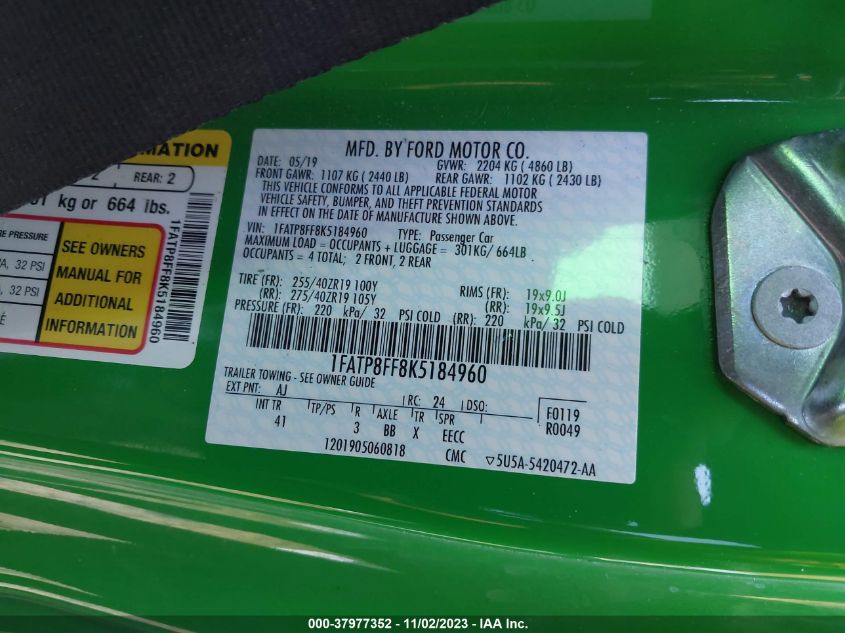 MATION
2 REAR: 2
kg or 664 lbs.
PRESSURE
SEE OWNERS
MANUAL FOR
ADDITIONAL
INFORMATION
32 PSI
32 PSI
1FATP8FF8K5184960
MFD. BY FORD MOTOR CO.
DATE: 05/19 GVWR: 2204 KG ( 4860 LB)
FRONT GAWR: 1107 KG ( 2440 LB) REAR GAWR: 1102 KG ( 2430 LB)
THIS VEHICLE CONFORMS TO ALL APPLICABLE FEDERAL MOTOR
VEHICLE SAFETY, BUMPER, AND THEFT PREVENTION STANDARDS
IN EFFECT ON THE DATE OF MANUFACTURE SHOWN ABOVE.
VIN: 1FATP8FF8K5184960 TYPE: Passenger Car
MAXIMUM LOAD = OCCUPANTS + LUGGAGE = 301KG/ 664LB
OCCUPANTS = 4 TOTAL; 2 FRONT, 2 REAR
TIRE (FR): 255/40ZR19 100Y RIMS (FR): 19x9.0J
(RR): 275/40ZR19 105Y (RR): 19x9.5J
PRESSURE (FR): 220 kPa/ 32 PSI COLD (RR): 220 kPa/ 32 PSI COLD
1FATP8FF8K5184960
TRAILER TOWING - SEE OWNER GUIDE
EXT PNT: AJ RC: 24 DSO: F0119
INT TR TP/PS R AXLE TR SPR R0049
41 3 BB X EECC
1201905060818 CMC ▽5U5A-5420472-AA
000-37977352 - 11/02/2023 - IAA Inc.